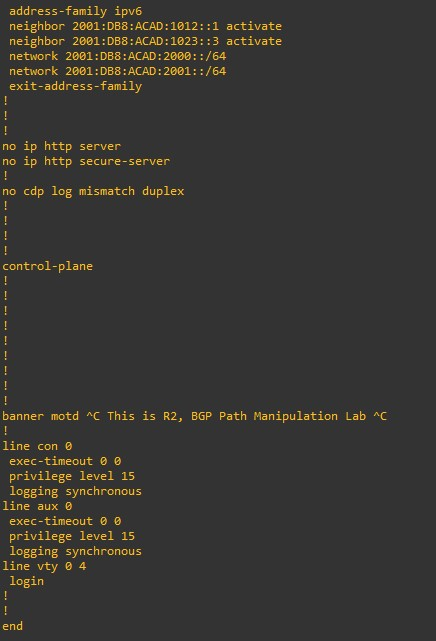 address-family ipv6
neighbor 2001:DB8:ACAD:1012::1 activate
neighbor 2001:DB8:ACAD:1023::3 activate
network 2001:DB8:ACAD:2000::/64
network 2001:DB8:ACAD:2001::/64
exit-address-family
!
!
!
no ip http server
no ip http secure-server
!
no cdp log mismatch duplex
!
!
!
!
control-plane
!
!
!
!
!
!
!
!
!
banner motd ^C This is R2, BGP Path Manipulation Lab ^C
!
line con 0
exec-timeout 0 0
privilege level 15
logging synchronous
line aux 0
exec-timeout 0 0
privilege level 15
logging synchronous
line vty 0 4
login
!
!
end